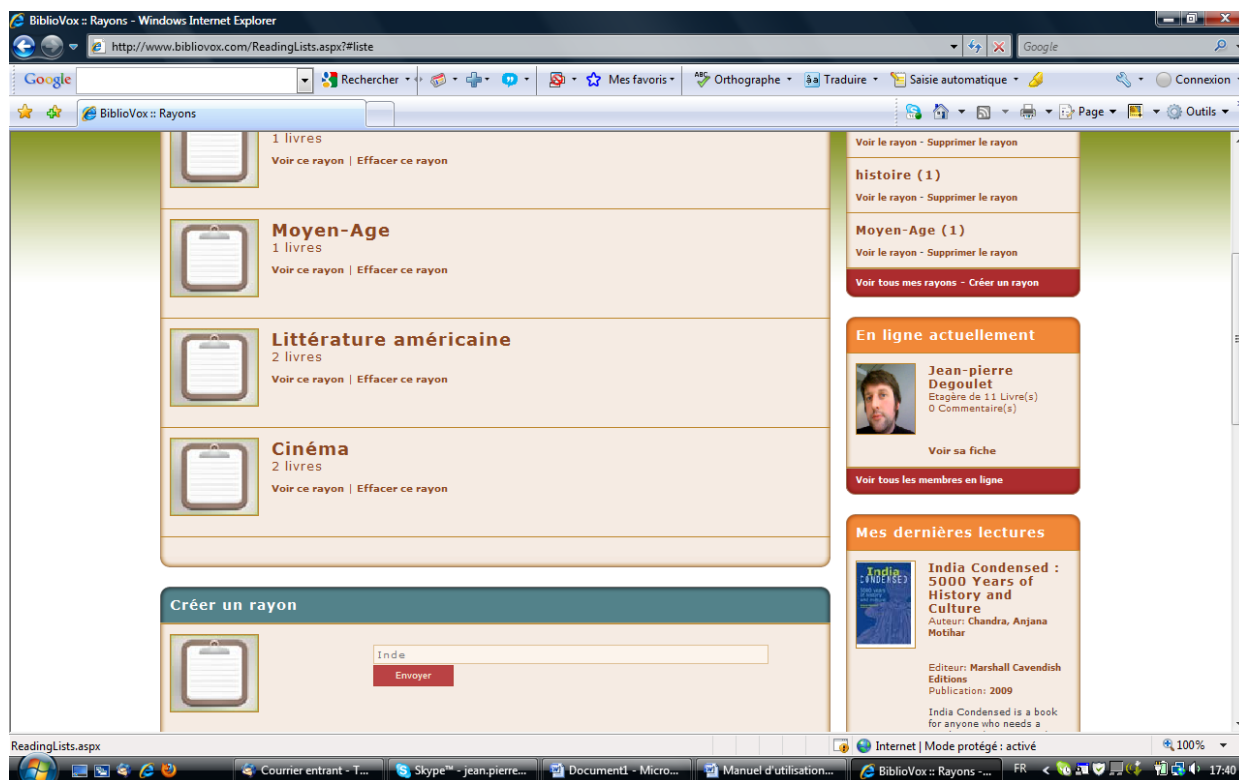 BiblioVox :: Rayons - Windows Internet Explorer
http://www.bibliovox.com/ReadingLists.aspx?#liste
Google
Google
Rechercher
Mes favoris
Orthographe
Traduire
Saisie automatique
Connexion
BiblioVox :: Rayons
Page
Outils
1 livres
Voir ce rayon | Effacer ce rayon
Moyen-Age
1 livres
Voir ce rayon | Effacer ce rayon
Littérature américaine
2 livres
Voir ce rayon | Effacer ce rayon
Cinéma
2 livres
Voir ce rayon | Effacer ce rayon
Créer un rayon
Inde
Envoyer
Voir le rayon - Supprimer le rayon
histoire (1)
Voir le rayon - Supprimer le rayon
Moyen-Age (1)
Voir le rayon - Supprimer le rayon
Voir tous mes rayons - Créer un rayon
En ligne actuellement
Jean-pierre
Degoulet
Etagère de 11 Livre(s)
0 Commentaire(s)
Voir sa fiche
Voir tous les membres en ligne
Mes dernières lectures
India
CONDENSED
India Condensed :
5000 Years of
History and
Culture
Auteur: Chandra, Anjana
Motihar
Editeur: Marshall Cavendish
Editions
Publication: 2009
India Condensed is a book
for anyone who needs a
ReadingLists.aspx
Internet | Mode protégé : activé
100%
Courrier entrant - T...
Skype™ - jean.pierre...
Document1 - Micro...
Manuel d'utilisation...
BiblioVox :: Rayons -...
FR
17:40